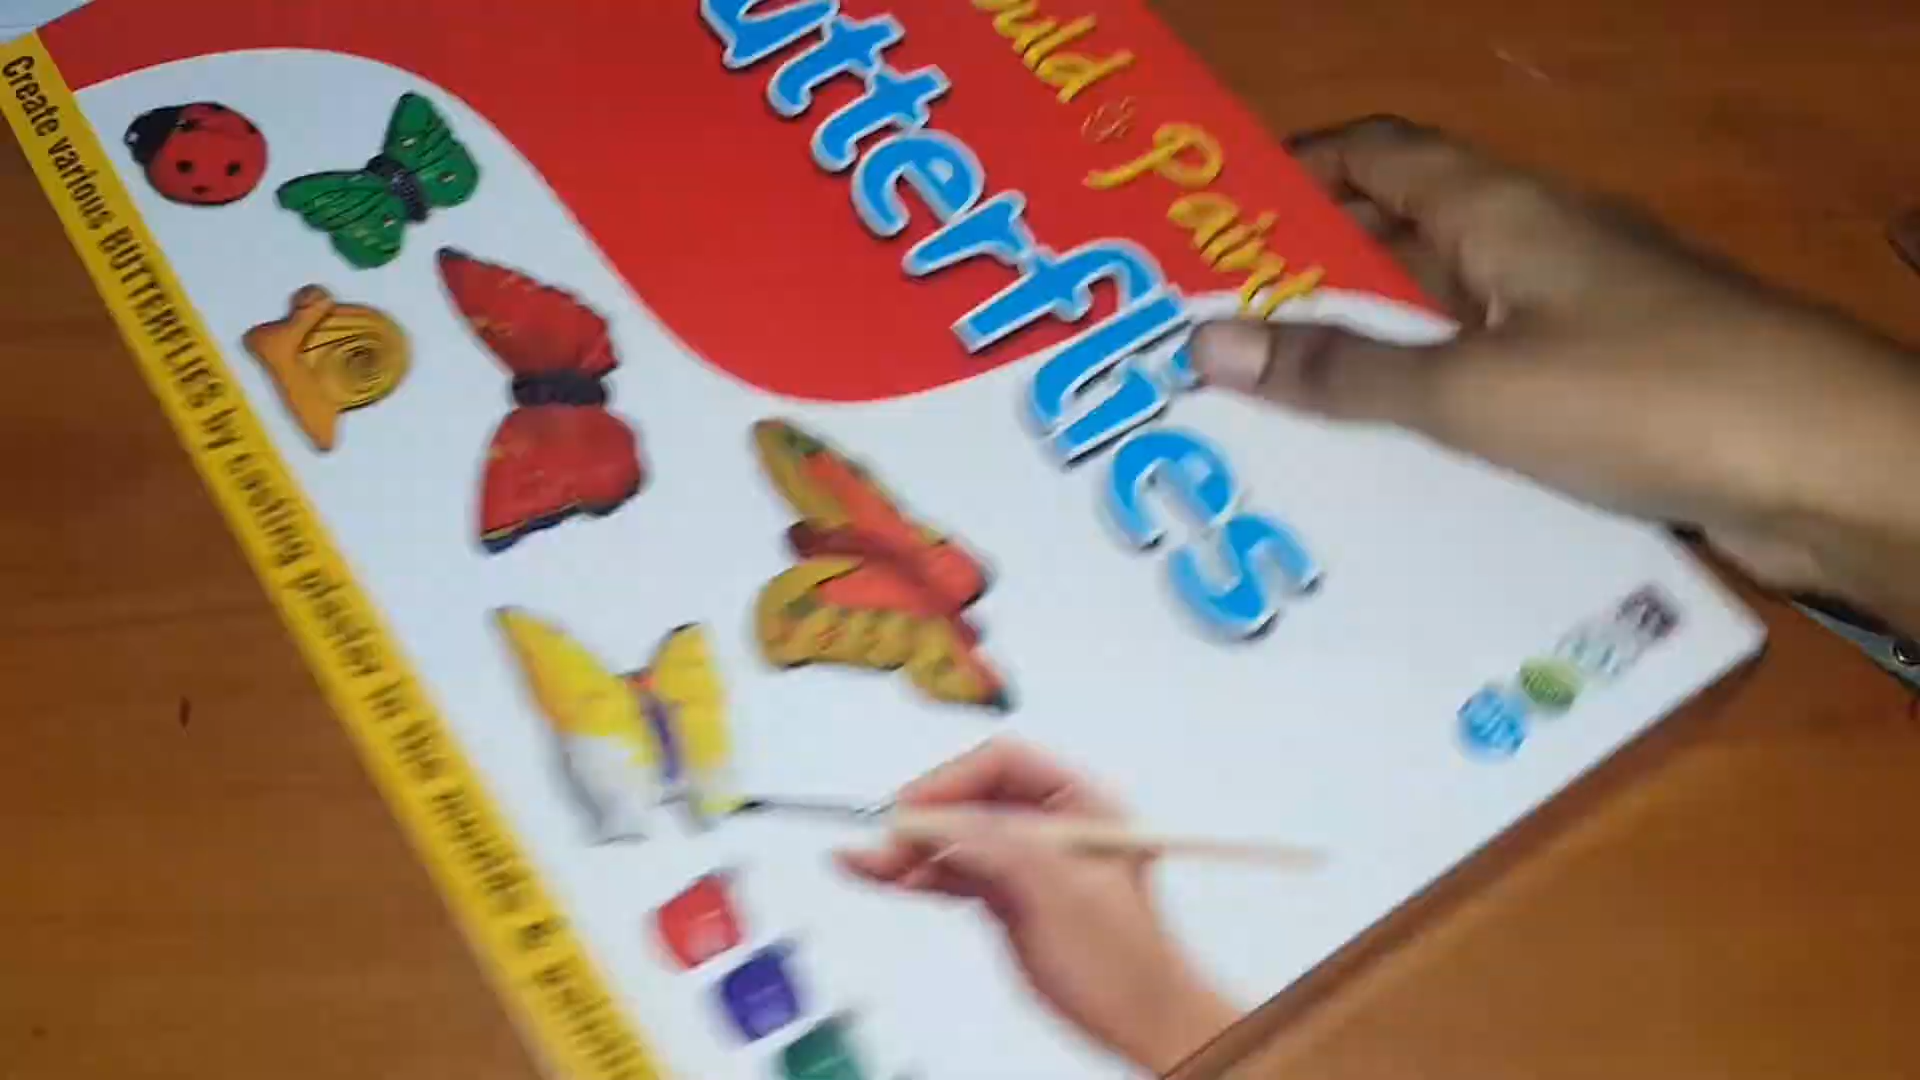 ould & Paint
utterflies
Create various BUTTERFLIES by casting plaster in the moulds &